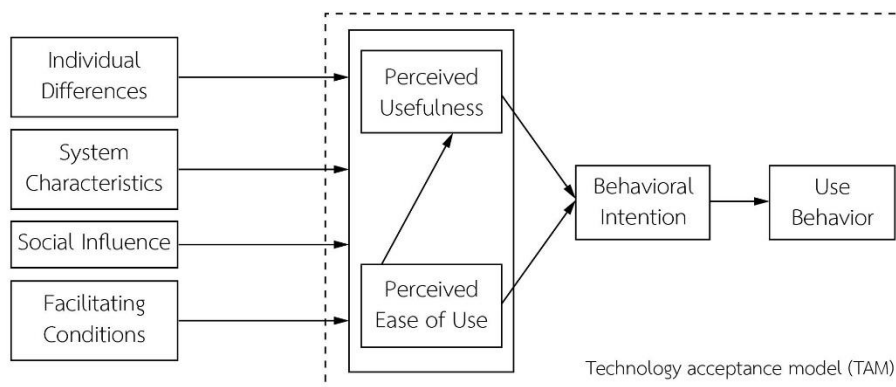 Individual
Differences
System
Characteristics
Social Influence
Facilitating
Conditions
Perceived
Usefulness
Perceived
Ease of Use
Behavioral
Intention
Use
Behavior
Technology acceptance model (TAM)